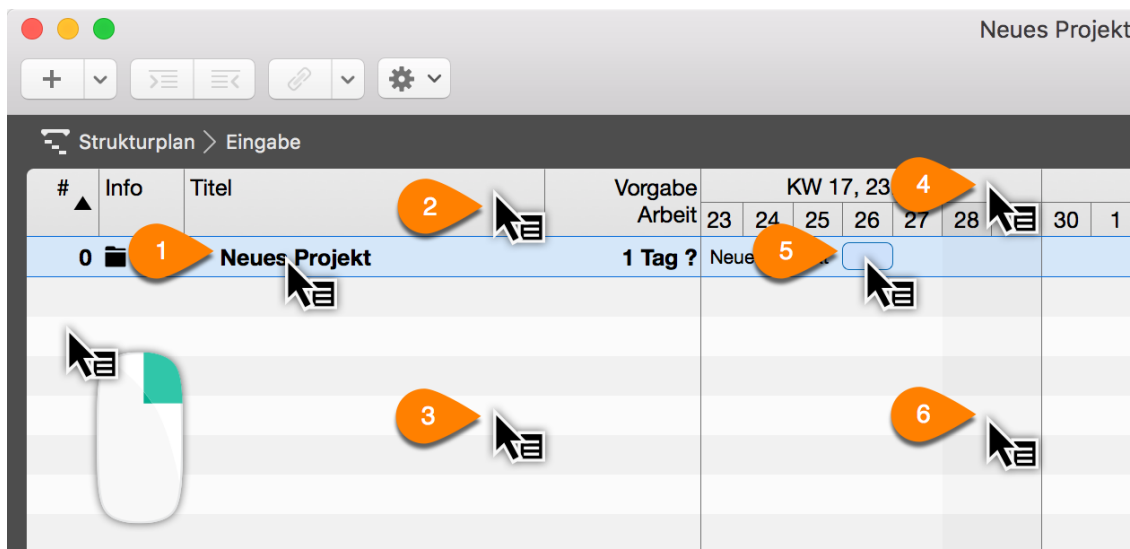 Neues Projekt
Strukturplan > Eingabe
# Info Titel Vorgabe Arbeit KW 17, 23
23 24 25 26 27 28 30 1
0 Neues Projekt 1 Tag ?
1
2
3
4
5
6